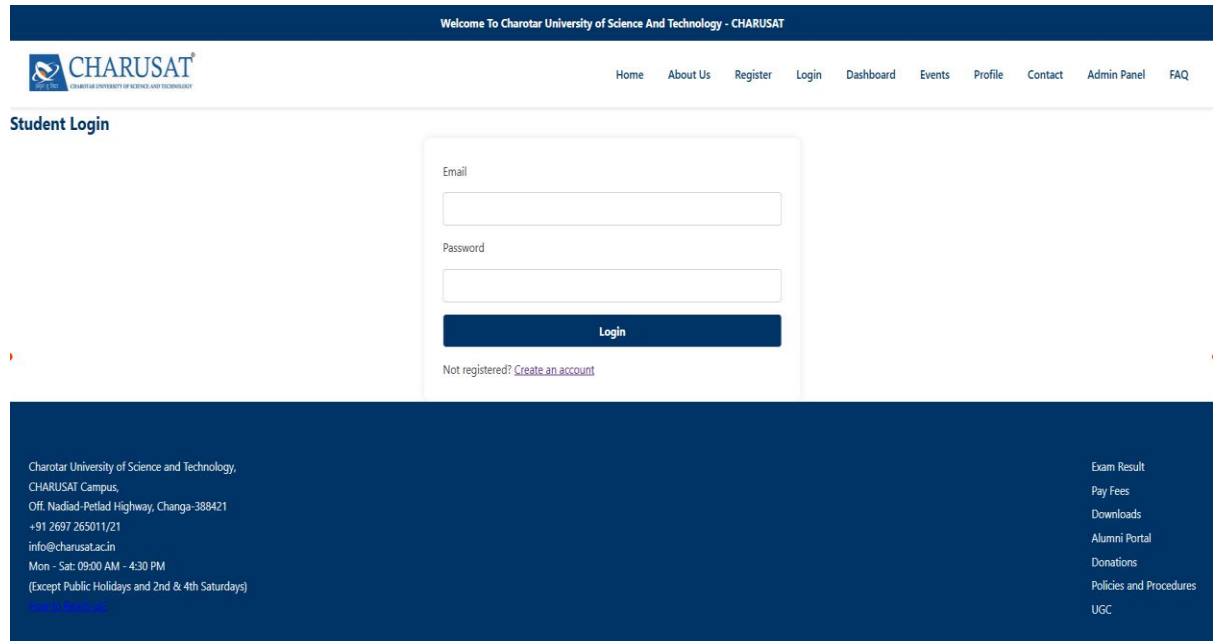 Welcome To Charotar University of Science And Technology - CHARUSAT
CHARUSAT
CHAROTAR UNIVERSITY OF SCIENCE AND TECHNOLOGY
Home About Us Register Login Dashboard Events Profile Contact Admin Panel FAQ
Student Login
Email
Password
Login
Not registered? Create an account
Charotar University of Science and Technology,
CHARUSAT Campus,
Off. Nadiad-Petlad Highway, Changa-388421
+91 2697 265011/21
info@charusat.ac.in
Mon - Sat: 09:00 AM - 4:30 PM
(Except Public Holidays and 2nd & 4th Saturdays)
How to Reach us?
Exam Result
Pay Fees
Downloads
Alumni Portal
Donations
Policies and Procedures
UGC